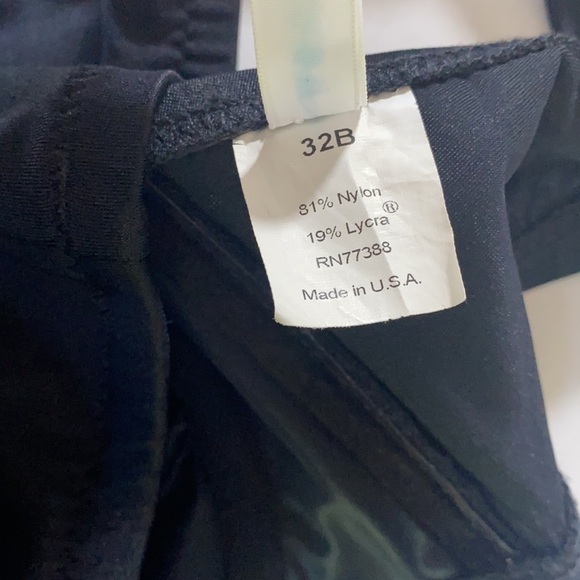 32B
81% Nylon
19% Lycra®
RN77388
Made in U.S.A.